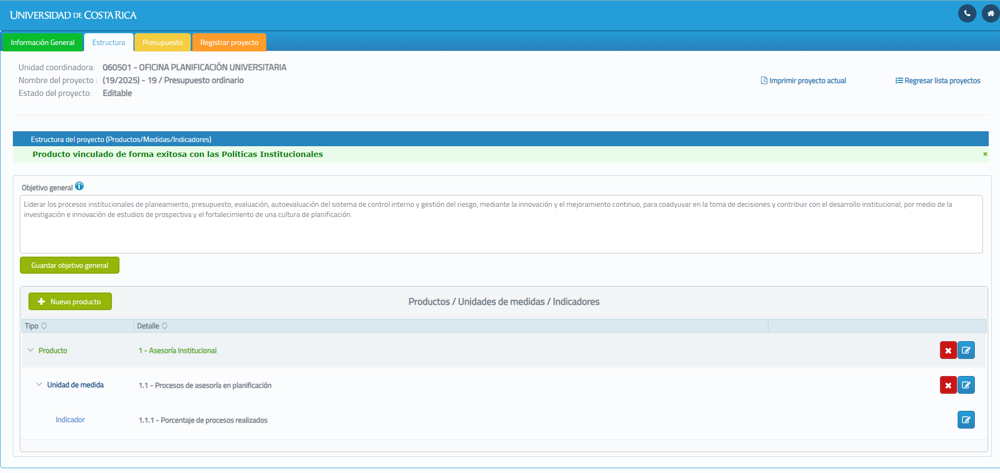 UNIVERSIDAD DE COSTA RICA
Información General
Estructura
Presupuesto
Registrar proyecto
Unidad coordinadora: 060501 - OFICINA PLANIFICACIÓN UNIVERSITARIA
Nombre del proyecto : (19/2025) - 19 / Presupuesto ordinario
Estado del proyecto: Editable
Imprimir proyecto actual
Regresar lista proyectos
Estructura del proyecto (Productos/Medidas/Indicadores)
Producto vinculado de forma exitosa con las Políticas Institucionales
Objetivo general
Liderar los procesos institucionales de planeamiento, presupuesto, evaluación, autoevaluación del sistema de control interno y gestión del riesgo, mediante la innovación y el mejoramiento continuo, para coadyuvar en la toma de decisiones y contribuir con el desarrollo institucional, por medio de la
investigación e innovación de estudios de prospectiva y el fortalecimiento de una cultura de planificación.
Guardar objetivo general
Nuevo producto
Productos / Unidades de medidas / Indicadores
Tipo
Detalle
Producto
1 - Asesoría Institucional
Unidad de medida
1.1 - Procesos de asesoría en planificación
Indicador
1.1.1 - Porcentaje de procesos realizados